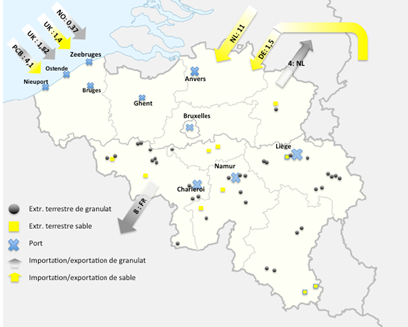 NO: 0,37
UK : 1,4
UK : 1,82
PCB : 4,1
NL: 11
DE: 1,5
4: NL
Zeebruges
Ostende
Nieuport
Bruges
Anvers
Ghent
Bruxelles
Liège
Namur
Charleroi
8 : FR
Extr. terrestre de granulat
Extr. terrestre sable
Port
Importation/exportation de granulat
Importation/exportation de sable